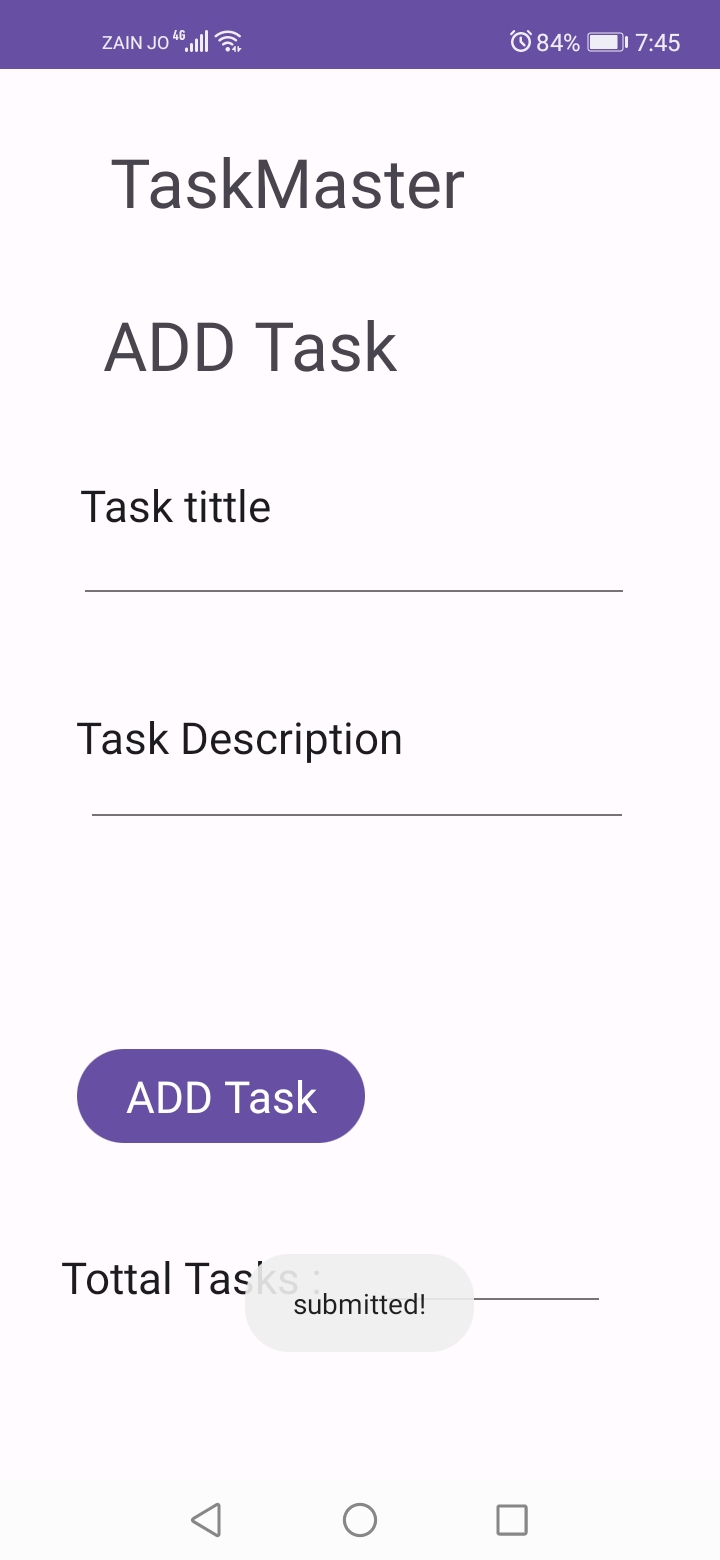 ZAIN JO 4G 84% 7:45
TaskMaster
ADD Task
Task tittle
Task Description
ADD Task
Tottal Tasks :
submitted!